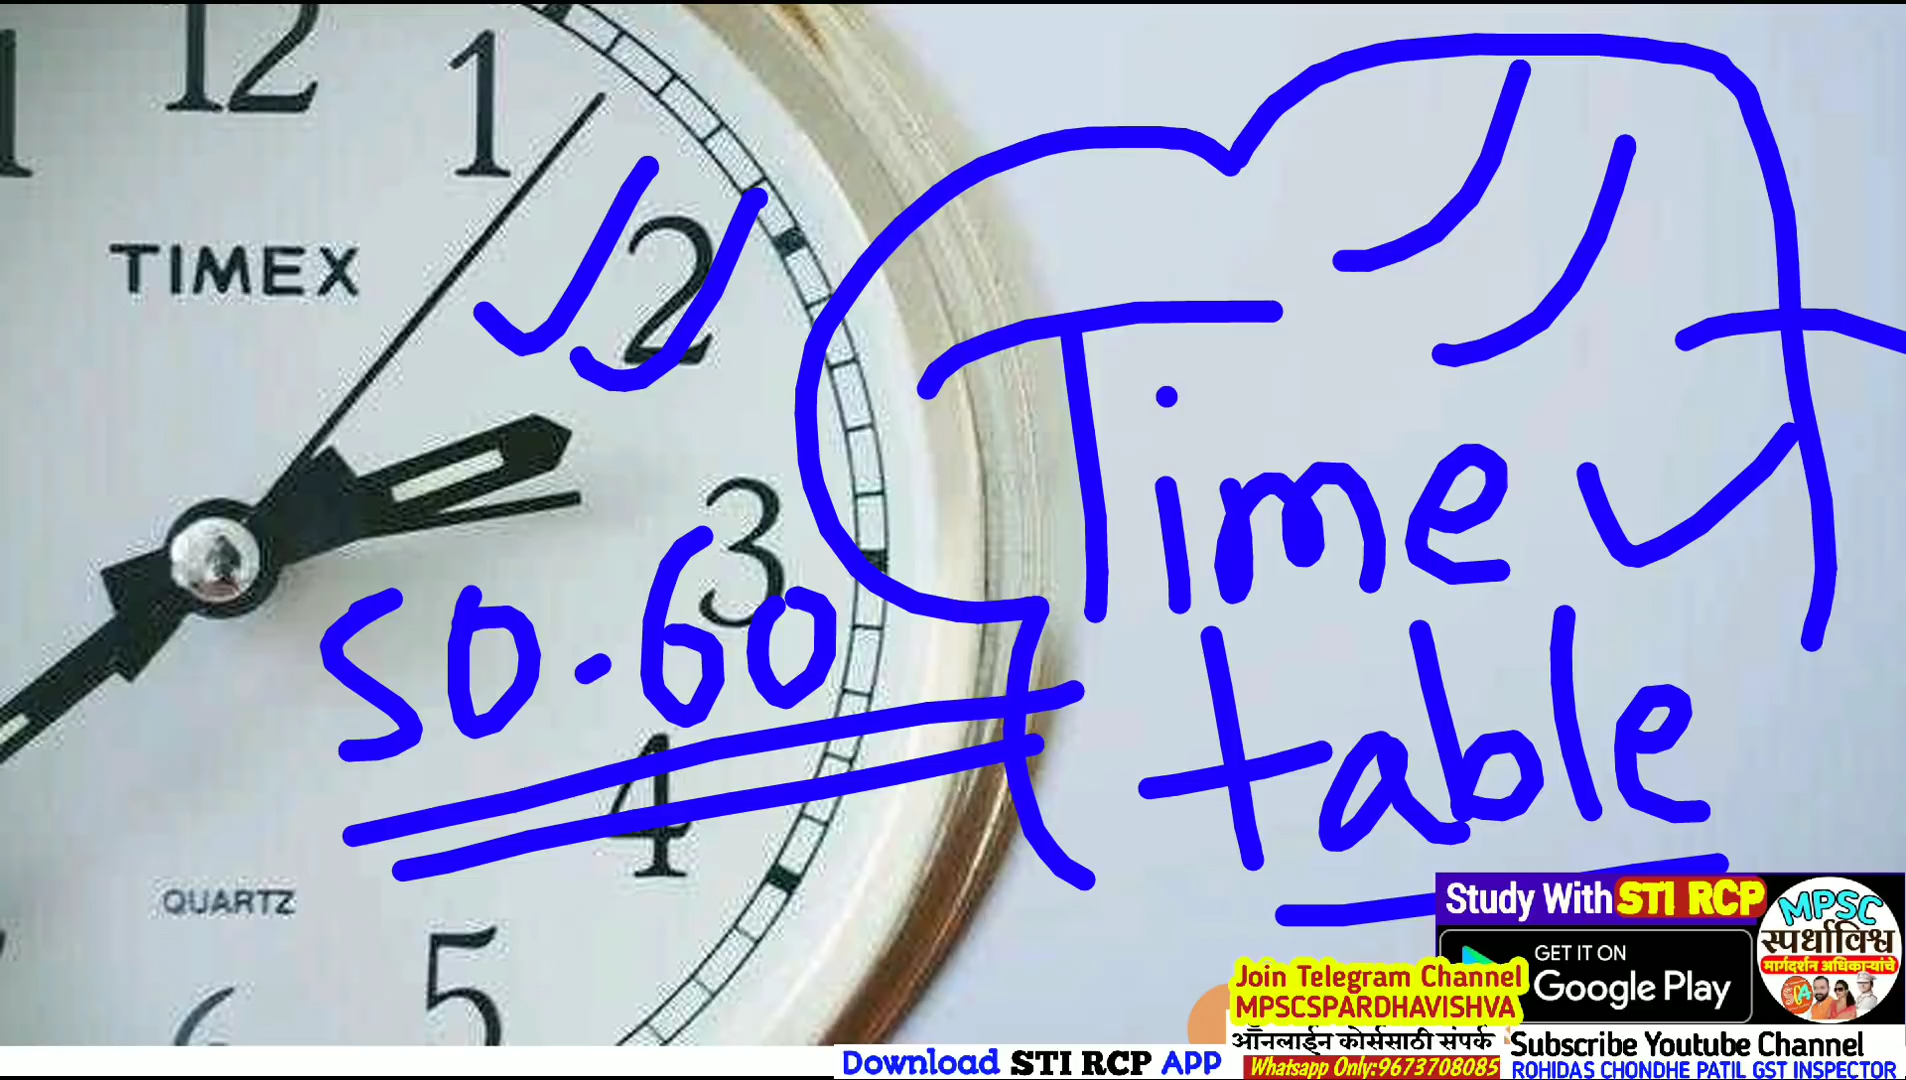 12
1
TIMEX
2
3
4
5
6
QUARTZ
Time
table
50.60
Study With STI RCP
GET IT ON
Google Play
MPSC
स्पर्धाविश्व
मार्गदर्शन अधिकाऱ्यांचे
Join Telegram Channel
MPSCSPARDHAVISHVA
ऑनलाईन कोर्ससाठी संपर्क
Whatsapp Only:9673708085
Download STI RCP APP
Subscribe Youtube Channel
ROHIDAS CHONDHE PATIL GST INSPECTOR